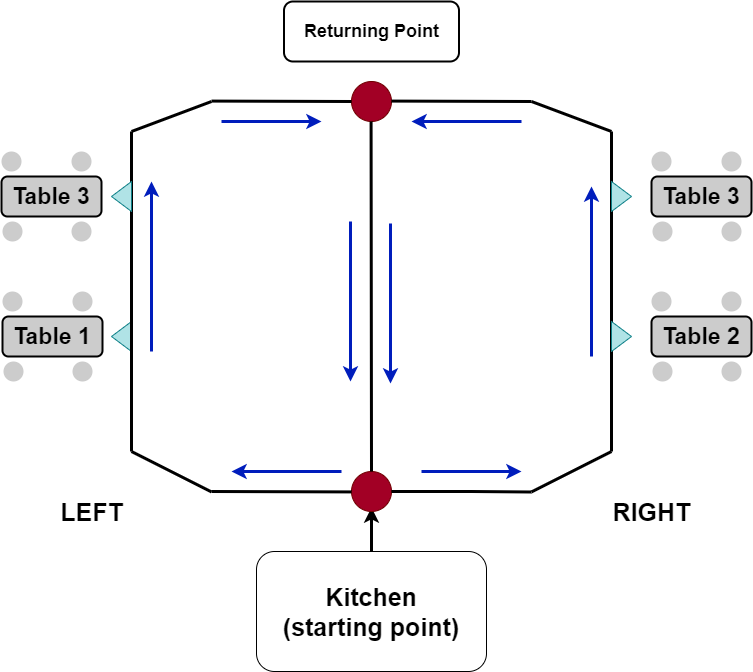 Returning Point
Table 3
Table 3
Table 1
Table 2
LEFT
RIGHT
Kitchen
(starting point)